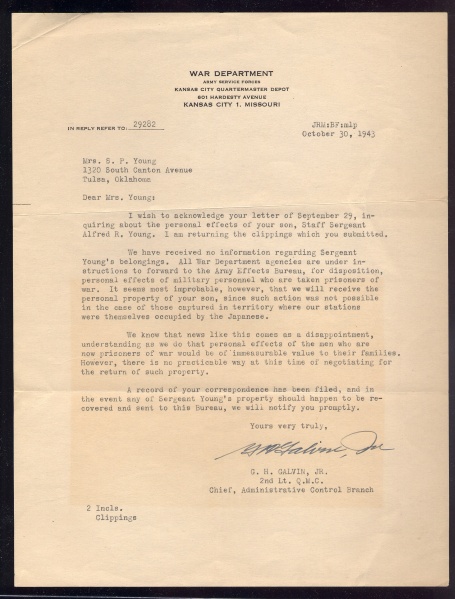 WAR DEPARTMENT
ARMY SERVICE FORCES
KANSAS CITY QUARTERMASTER DEPOT
601 HARDESTY AVENUE
KANSAS CITY 1, MISSOURI
IN REPLY REFER TO: 29282
JRM:BF:mlp
October 30, 1943
Mrs. S. P. Young
1320 South Canton Avenue
Tulsa, Oklahoma
Dear Mrs. Young:
I wish to acknowledge your letter of September 29, in-
quiring about the personal effects of your son, Staff Sergeant
Alfred R. Young. I am returning the clippings which you submitted.
We have received no information regarding Sergeant
Young's belongings. All War Department agencies are under in-
structions to forward to the Army Effects Bureau, for disposition,
personal effects of military personnel who are taken prisoners of
war. It seems most improbable, however, that we will receive the
personal property of your son, since such action was not possible
in the case of those captured in territory where our stations
were themselves occupied by the Japanese.
We know that news like this comes as a disappointment,
understanding as we do that personal effects of the men who are
now prisoners of war would be of immeasurable value to their families.
However, there is no practicable way at this time of negotiating for
the return of such property.
A record of your correspondence has been filed, and in
the event any of Sergeant Young's property should happen to be re-
covered and sent to this Bureau, we will notify you promptly.
Yours very truly,
G H Galvin, Jr
G. H. GALVIN, JR.
2nd Lt. Q.M.C.
Chief, Administrative Control Branch
2 Incls.
Clippings